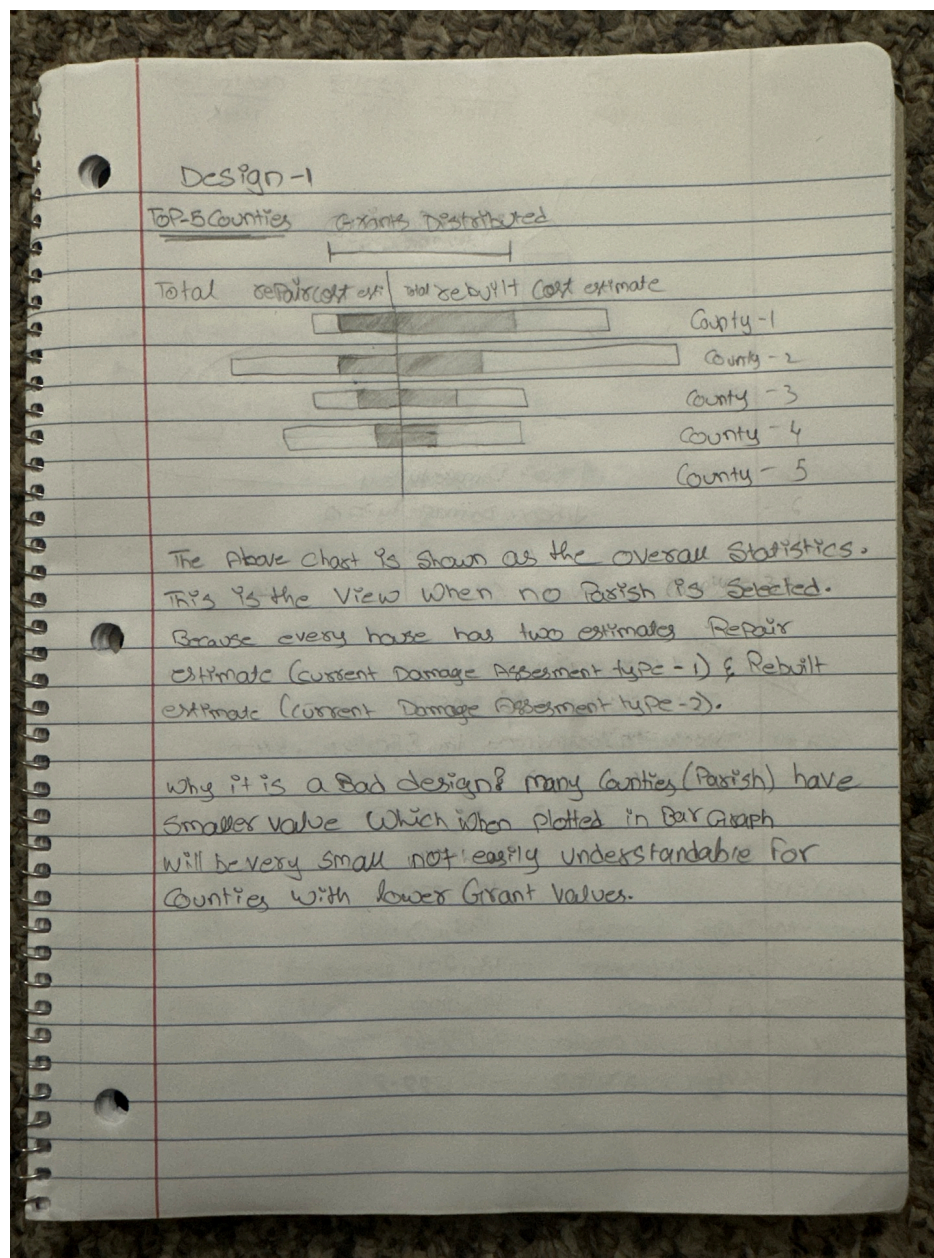 Design-1
Top-5 Counties Grants Distributed
Total repair cost esti Total rebuilt cost estimate
County-1
County-2
County-3
County-4
County-5
The Above Chart is shown as the overall Statistics.
This is the View When no Parish is Selected.
Because every house has two estimates Repair
estimate (current Damage Assesment type-1) & Rebuilt
estimate (current Damage Assesment type-2).
Why it is a Bad design? Many Counties (Parish) have
Smaller value Which when plotted in Bar Graph
will be very small not easily understandable for
Counties with lower Grant values.